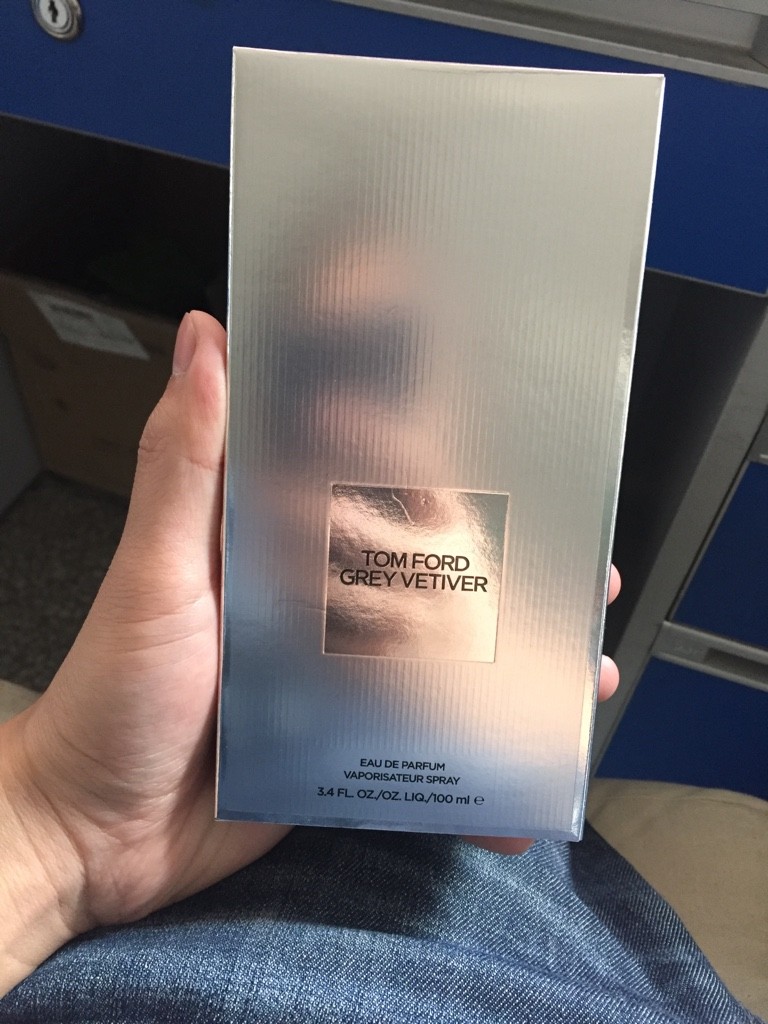 TOM FORD
GREY VETIVER
EAU DE PARFUM
VAPORISATEUR SPRAY
3.4 FL. OZ./OZ. LIQ./100 ml ℮